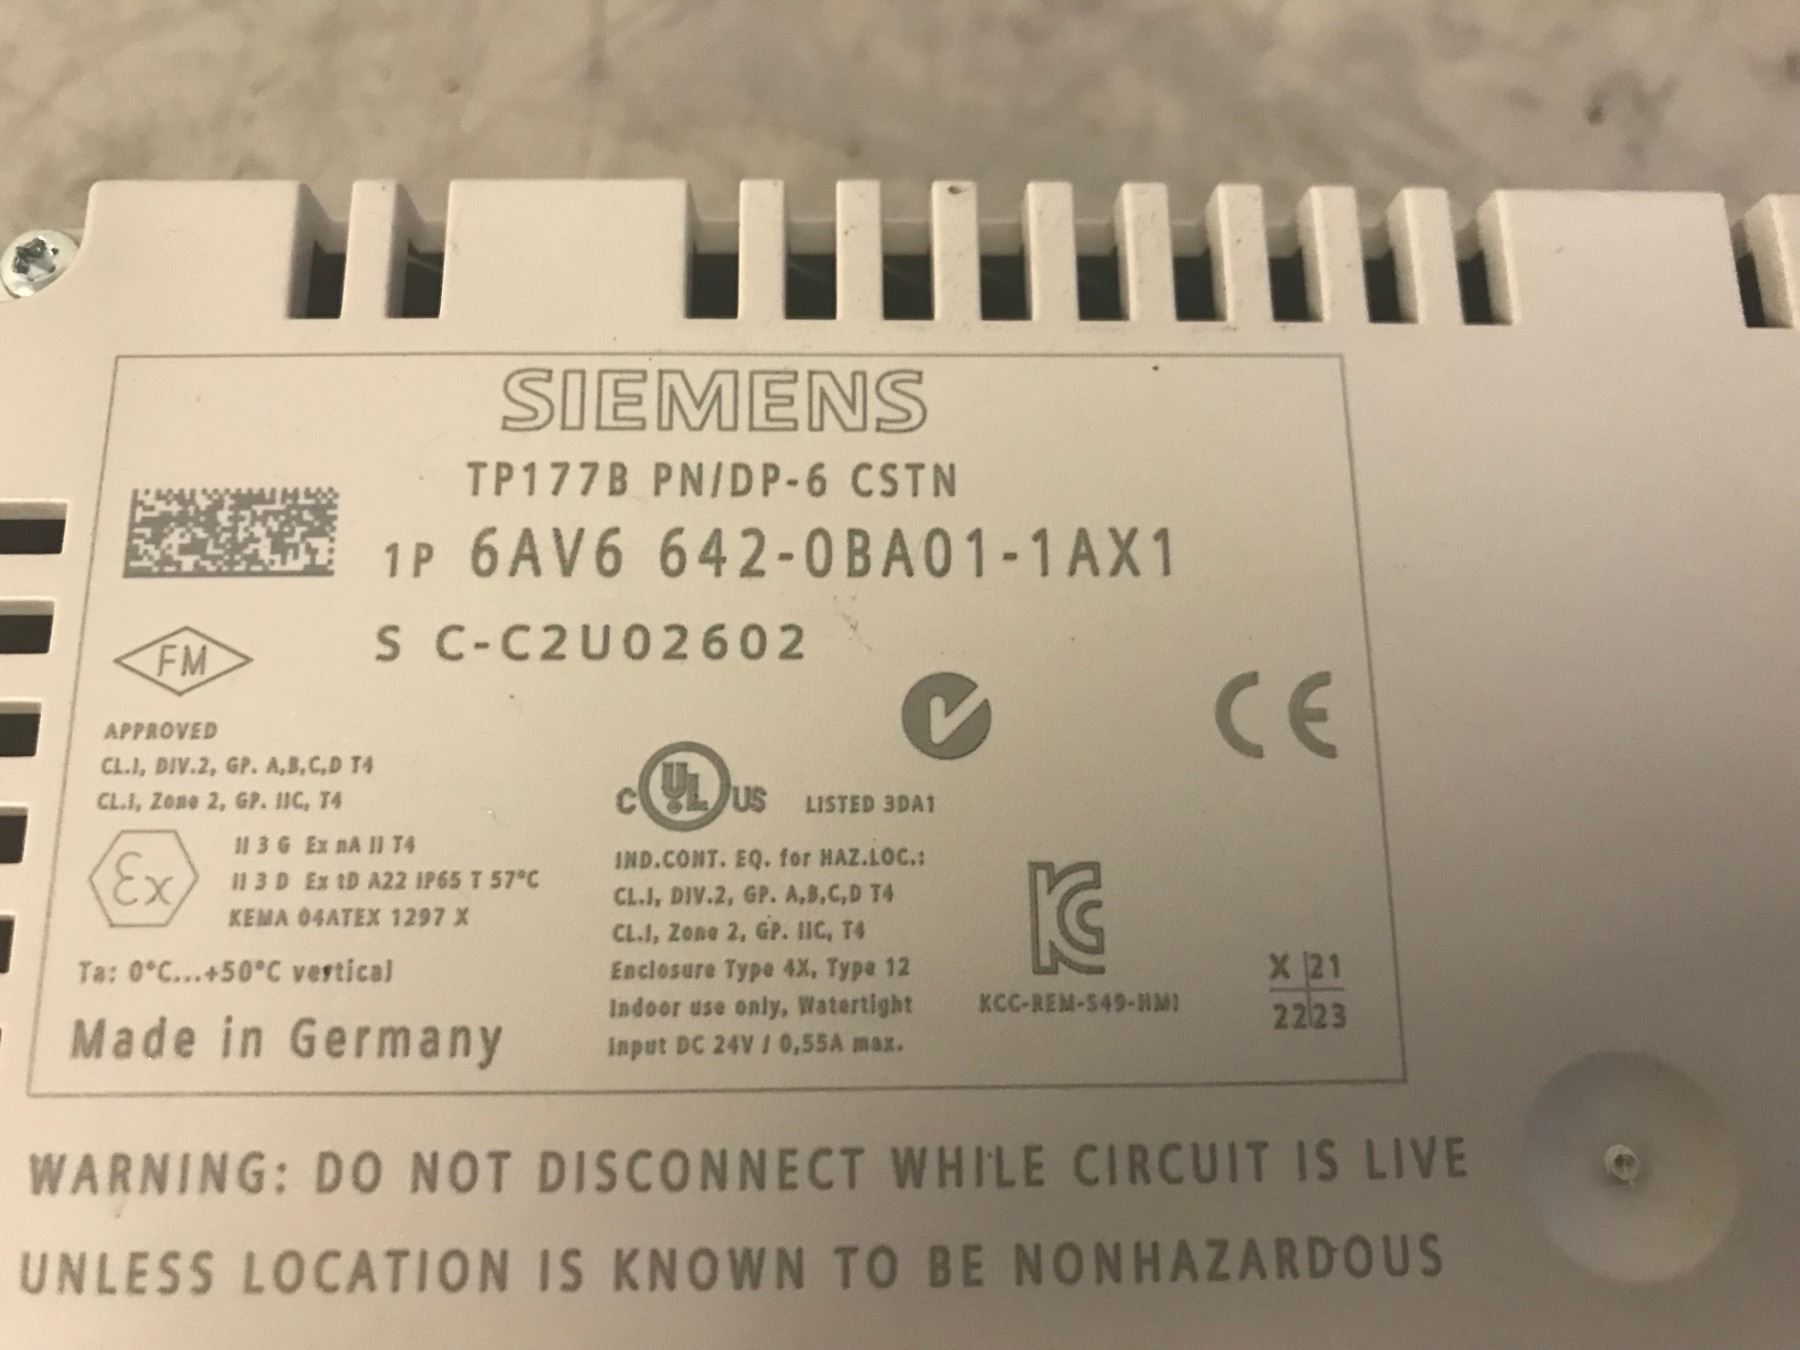 SIEMENS
TP177B PN/DP-6 CSTN
1P 6AV6 642-0BA01-1AX1
S C-C2U02602
FM
APPROVED
CL.I, DIV.2, GP. A,B,C,D T4
CL.I, Zone 2, GP. IIC, T4
Ex
II 3 G Ex nA II T4
II 3 D Ex tD A22 IP65 T 57°C
KEMA 04ATEX 1297 X
Ta: 0°C...+50°C vertical
Made in Germany
CE
C UL US LISTED 3DA1
IND.CONT. EQ. for HAZ.LOC.:
CL.I, DIV.2, GP. A,B,C,D T4
CL.I, Zone 2, GP. IIC, T4
Enclosure Type 4X, Type 12
Indoor use only, Watertight
Input DC 24V / 0,55A max.
KC
KCC-REM-S49-HMI
X 21
22 23
WARNING: DO NOT DISCONNECT WHILE CIRCUIT IS LIVE
UNLESS LOCATION IS KNOWN TO BE NONHAZARDOUS